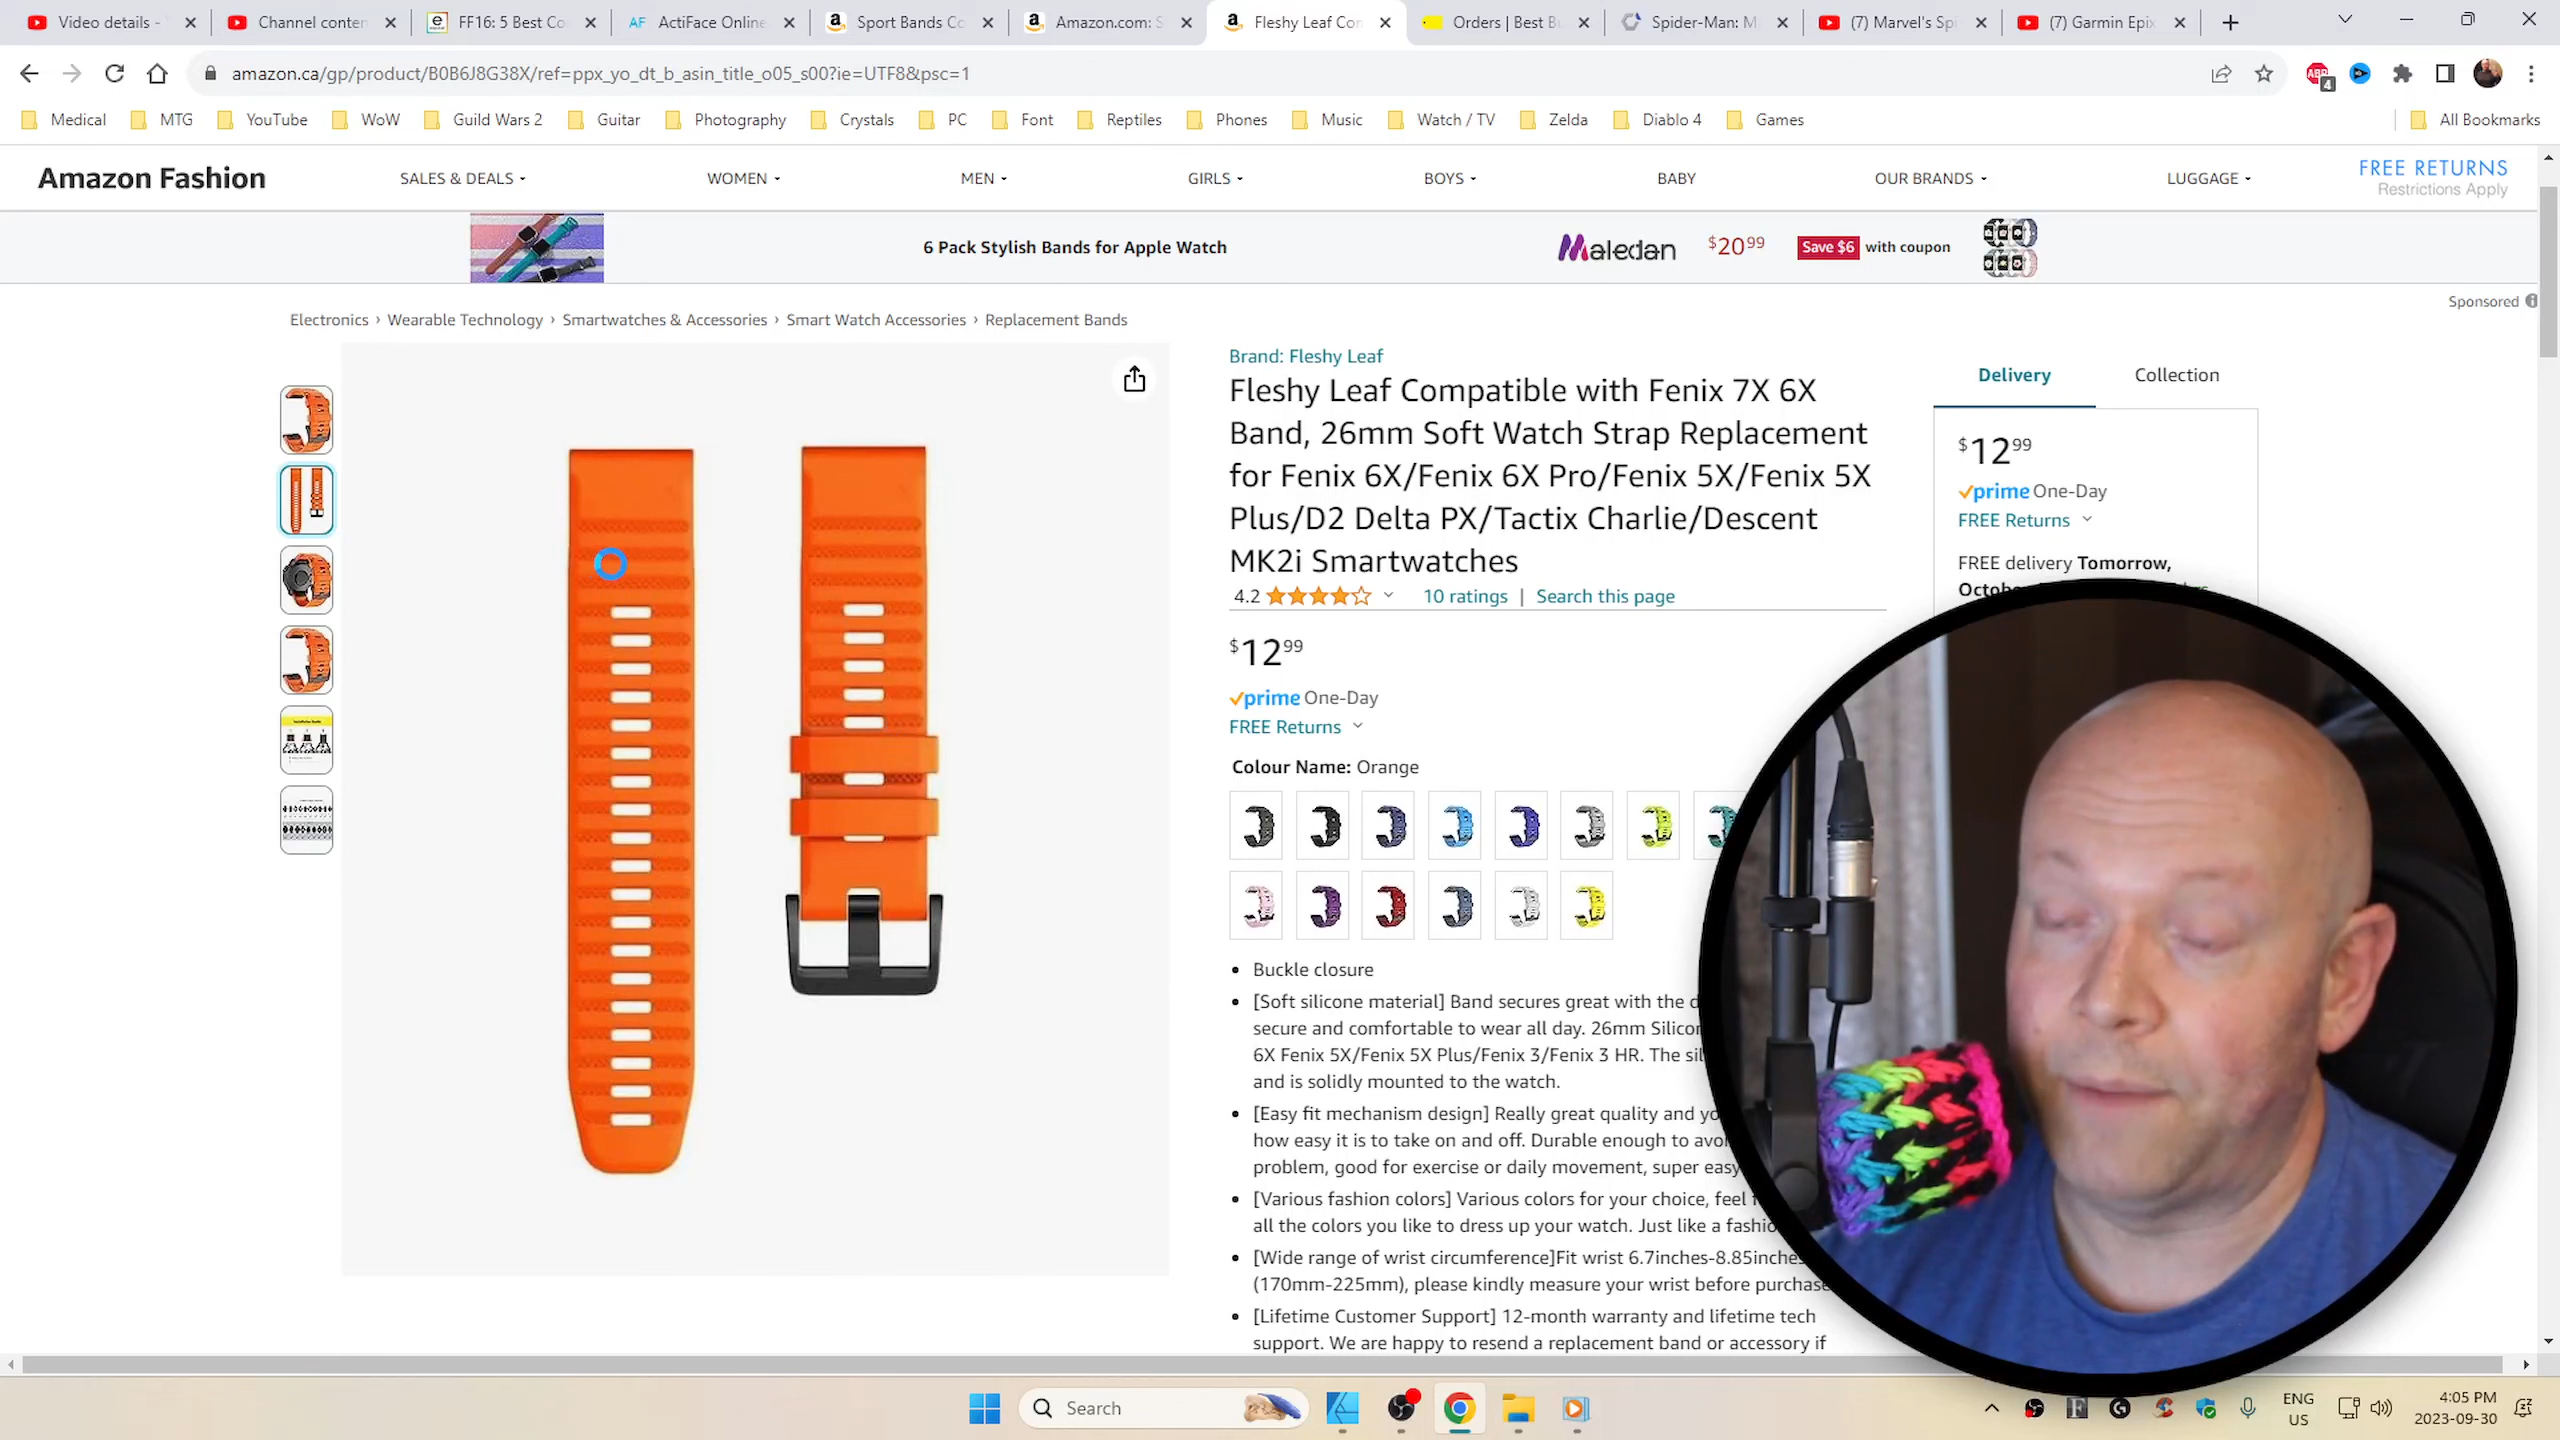 Video details -
Channel conten
FF16: 5 Best Co
ActiFace Online
Sport Bands Co
Amazon.com: S
Fleshy Leaf Con
Orders | Best Bu
Spider-Man: M
(7) Marvel's Spi
(7) Garmin Epix
amazon.ca/gp/product/B0B6J8G38X/ref=ppx_yo_dt_b_asin_title_o05_s00?ie=UTF8&psc=1
ABP
4
Medical
MTG
YouTube
WoW
Guild Wars 2
Guitar
Photography
Crystals
PC
Font
Reptiles
Phones
Music
Watch / TV
Zelda
Diablo 4
Games
All Bookmarks
Amazon Fashion
SALES & DEALS
WOMEN
MEN
GIRLS
BOYS
BABY
OUR BRANDS
LUGGAGE
FREE RETURNS
Restrictions Apply
6 Pack Stylish Bands for Apple Watch
Maledan
$20 99
Save $6 with coupon
Sponsored
Electronics › Wearable Technology › Smartwatches & Accessories › Smart Watch Accessories › Replacement Bands
Brand: Fleshy Leaf
Fleshy Leaf Compatible with Fenix 7X 6X
Band, 26mm Soft Watch Strap Replacement
for Fenix 6X/Fenix 6X Pro/Fenix 5X/Fenix 5X
Plus/D2 Delta PX/Tactix Charlie/Descent
MK2i Smartwatches
4.2
10 ratings | Search this page
$12 99
prime One-Day
FREE Returns
Colour Name: Orange
• Buckle closure
• [Soft silicone material] Band secures great with the d
secure and comfortable to wear all day. 26mm Silicon
6X Fenix 5X/Fenix 5X Plus/Fenix 3/Fenix 3 HR. The sil
and is solidly mounted to the watch.
• [Easy fit mechanism design] Really great quality and yo
how easy it is to take on and off. Durable enough to avoi
problem, good for exercise or daily movement, super easy
• [Various fashion colors] Various colors for your choice, feel f
all the colors you like to dress up your watch. Just like a fashio
• [Wide range of wrist circumference]Fit wrist 6.7inches-8.85inches
(170mm-225mm), please kindly measure your wrist before purchase
• [Lifetime Customer Support] 12-month warranty and lifetime tech
support. We are happy to resend a replacement band or accessory if
Delivery
Collection
$12 99
prime One-Day
FREE Returns
FREE delivery Tomorrow,
Octobe
Search
ENG
US
4:05 PM
2023-09-30